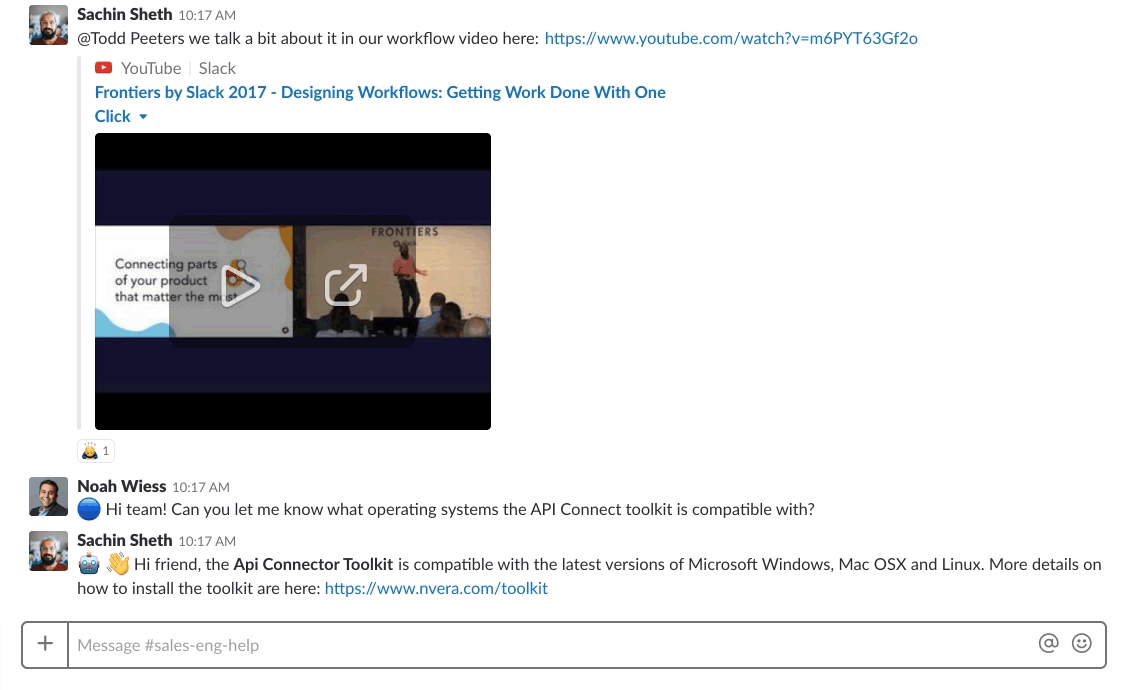 Sachin Sheth 10:17 AM
@Todd Peeters we talk a bit about it in our workflow video here: https://www.youtube.com/watch?v=m6PYT63Gf2o
YouTube | Slack
Frontiers by Slack 2017 - Designing Workflows: Getting Work Done With One
Click
FRONTIERS
Connecting parts
of your product
that matter the most
1
Noah Wiess 10:17 AM
Hi team! Can you let me know what operating systems the API Connect toolkit is compatible with?
Sachin Sheth 10:17 AM
Hi friend, the Api Connector Toolkit is compatible with the latest versions of Microsoft Windows, Mac OSX and Linux. More details on
how to install the toolkit are here: https://www.nvera.com/toolkit
Message #sales-eng-help